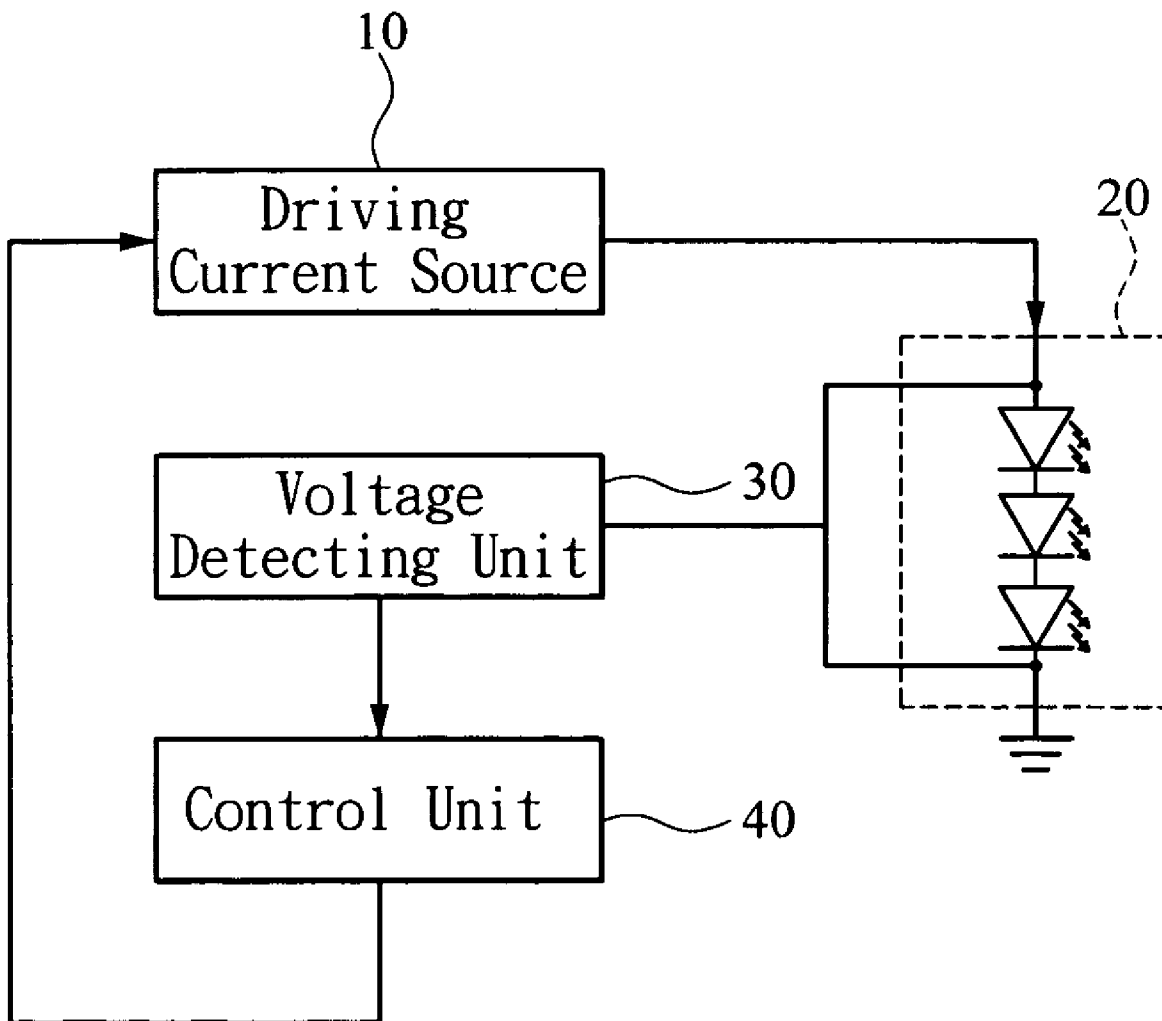 10
Driving
Current Source
20
Voltage
Detecting Unit
30
Control Unit
40